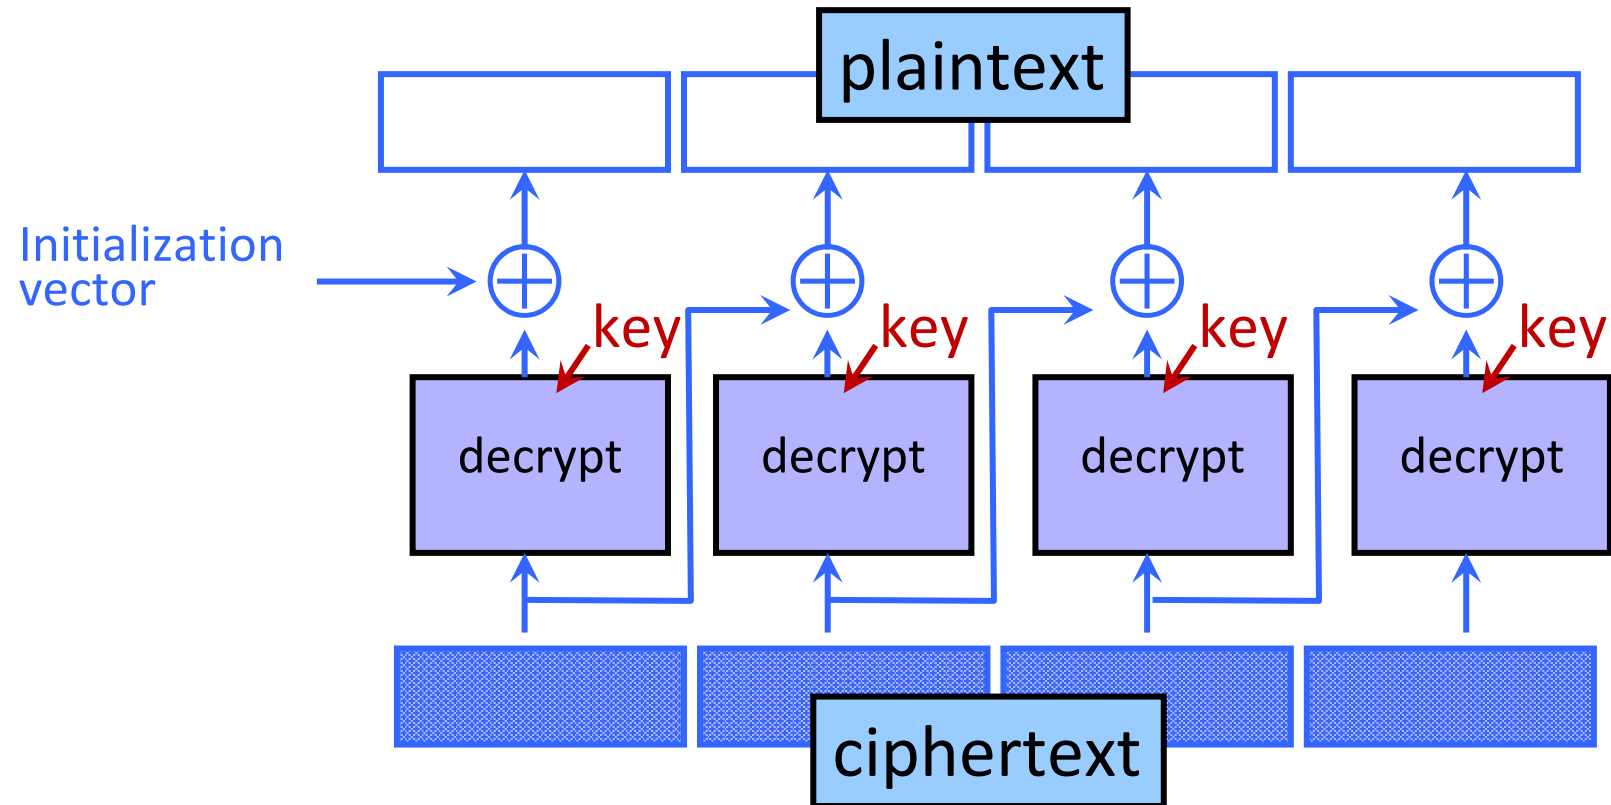 plaintext
Initialization
vector
key key key key
decrypt decrypt decrypt decrypt
ciphertext